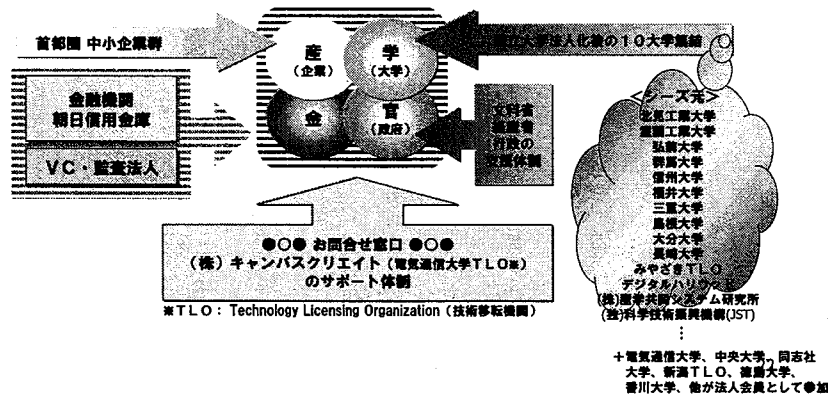 首都圏 中小企業群
産
(企業)
学
(大学)
国立大学法人化後の10大学集結
金融機関
朝日信用金庫
VC・監査法人
金
官
(政府)
文科省
行政の
支援体制
●○● お問合せ窓口 ●○●
(株)キャンパスクリエイト(電気通信大学TLO※)
のサポート体制
※TLO: Technology Licensing Organization (技術移転機関)
<シーズ元>
北見工業大学
室蘭工業大学
弘前大学
群馬大学
信州大学
福井大学
三重大学
島根大学
大分大学
長崎大学
みやざきTLO
デジタルハリウッド
(株)産学共同システム研究所
(独)科学技術振興機構(JST)
⋮
+電気通信大学、中央大学、同志社
大学、新潟TLO、徳島大学、
香川大学、他が法人会員として参加